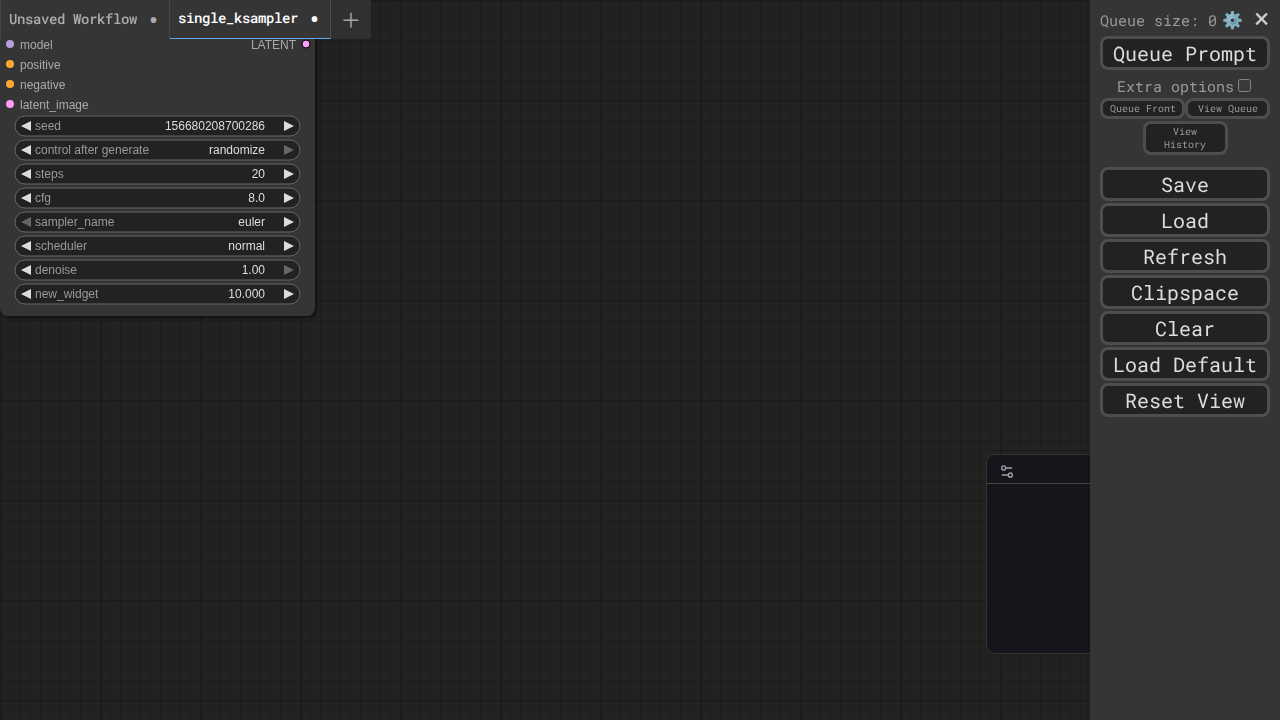 Unsaved Workflow •
single_ksampler •
+
model LATENT
positive
negative
latent_image
seed 156680208700286
control after generate randomize
steps 20
cfg 8.0
sampler_name euler
scheduler normal
denoise 1.00
new_widget 10.000
Queue size: 0 ⚙️ ✕
Queue Prompt
Extra options
Queue Front View Queue
View
History
Save
Load
Refresh
Clipspace
Clear
Load Default
Reset View